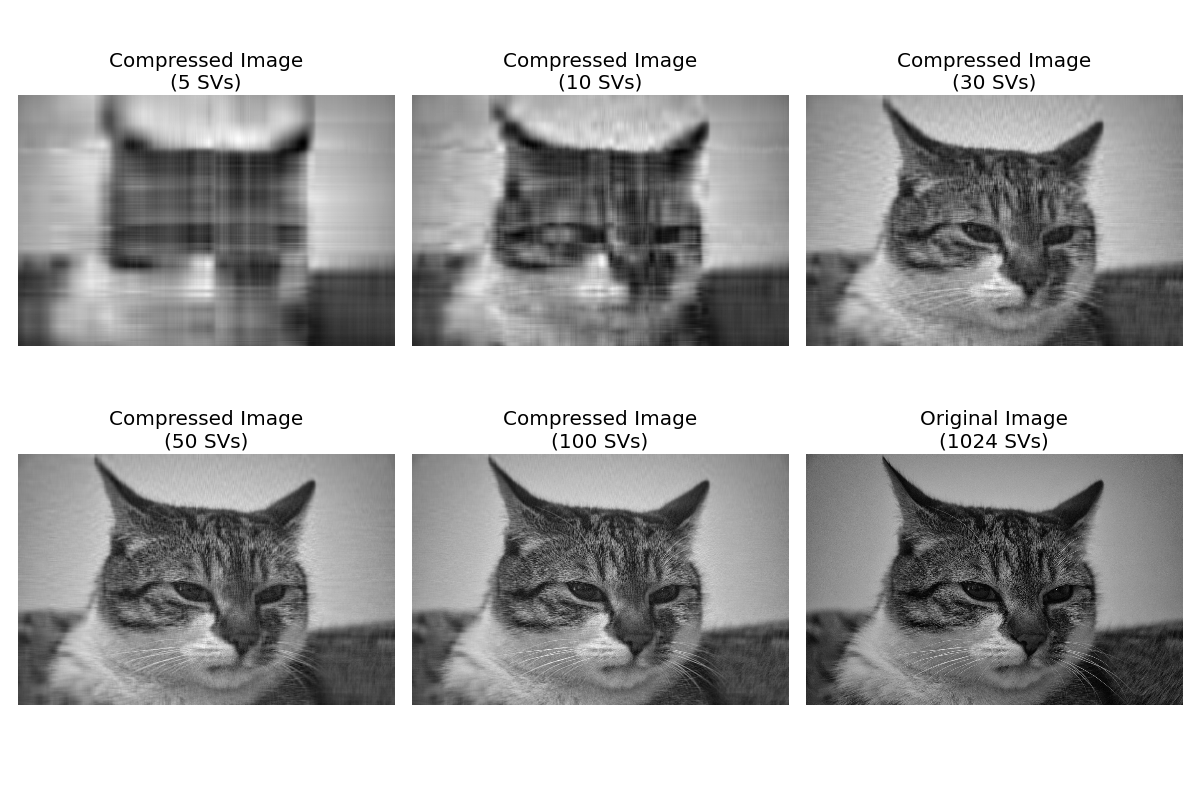 Compressed Image
(5 SVs)
Compressed Image
(10 SVs)
Compressed Image
(30 SVs)
Compressed Image
(50 SVs)
Compressed Image
(100 SVs)
Original Image
(1024 SVs)